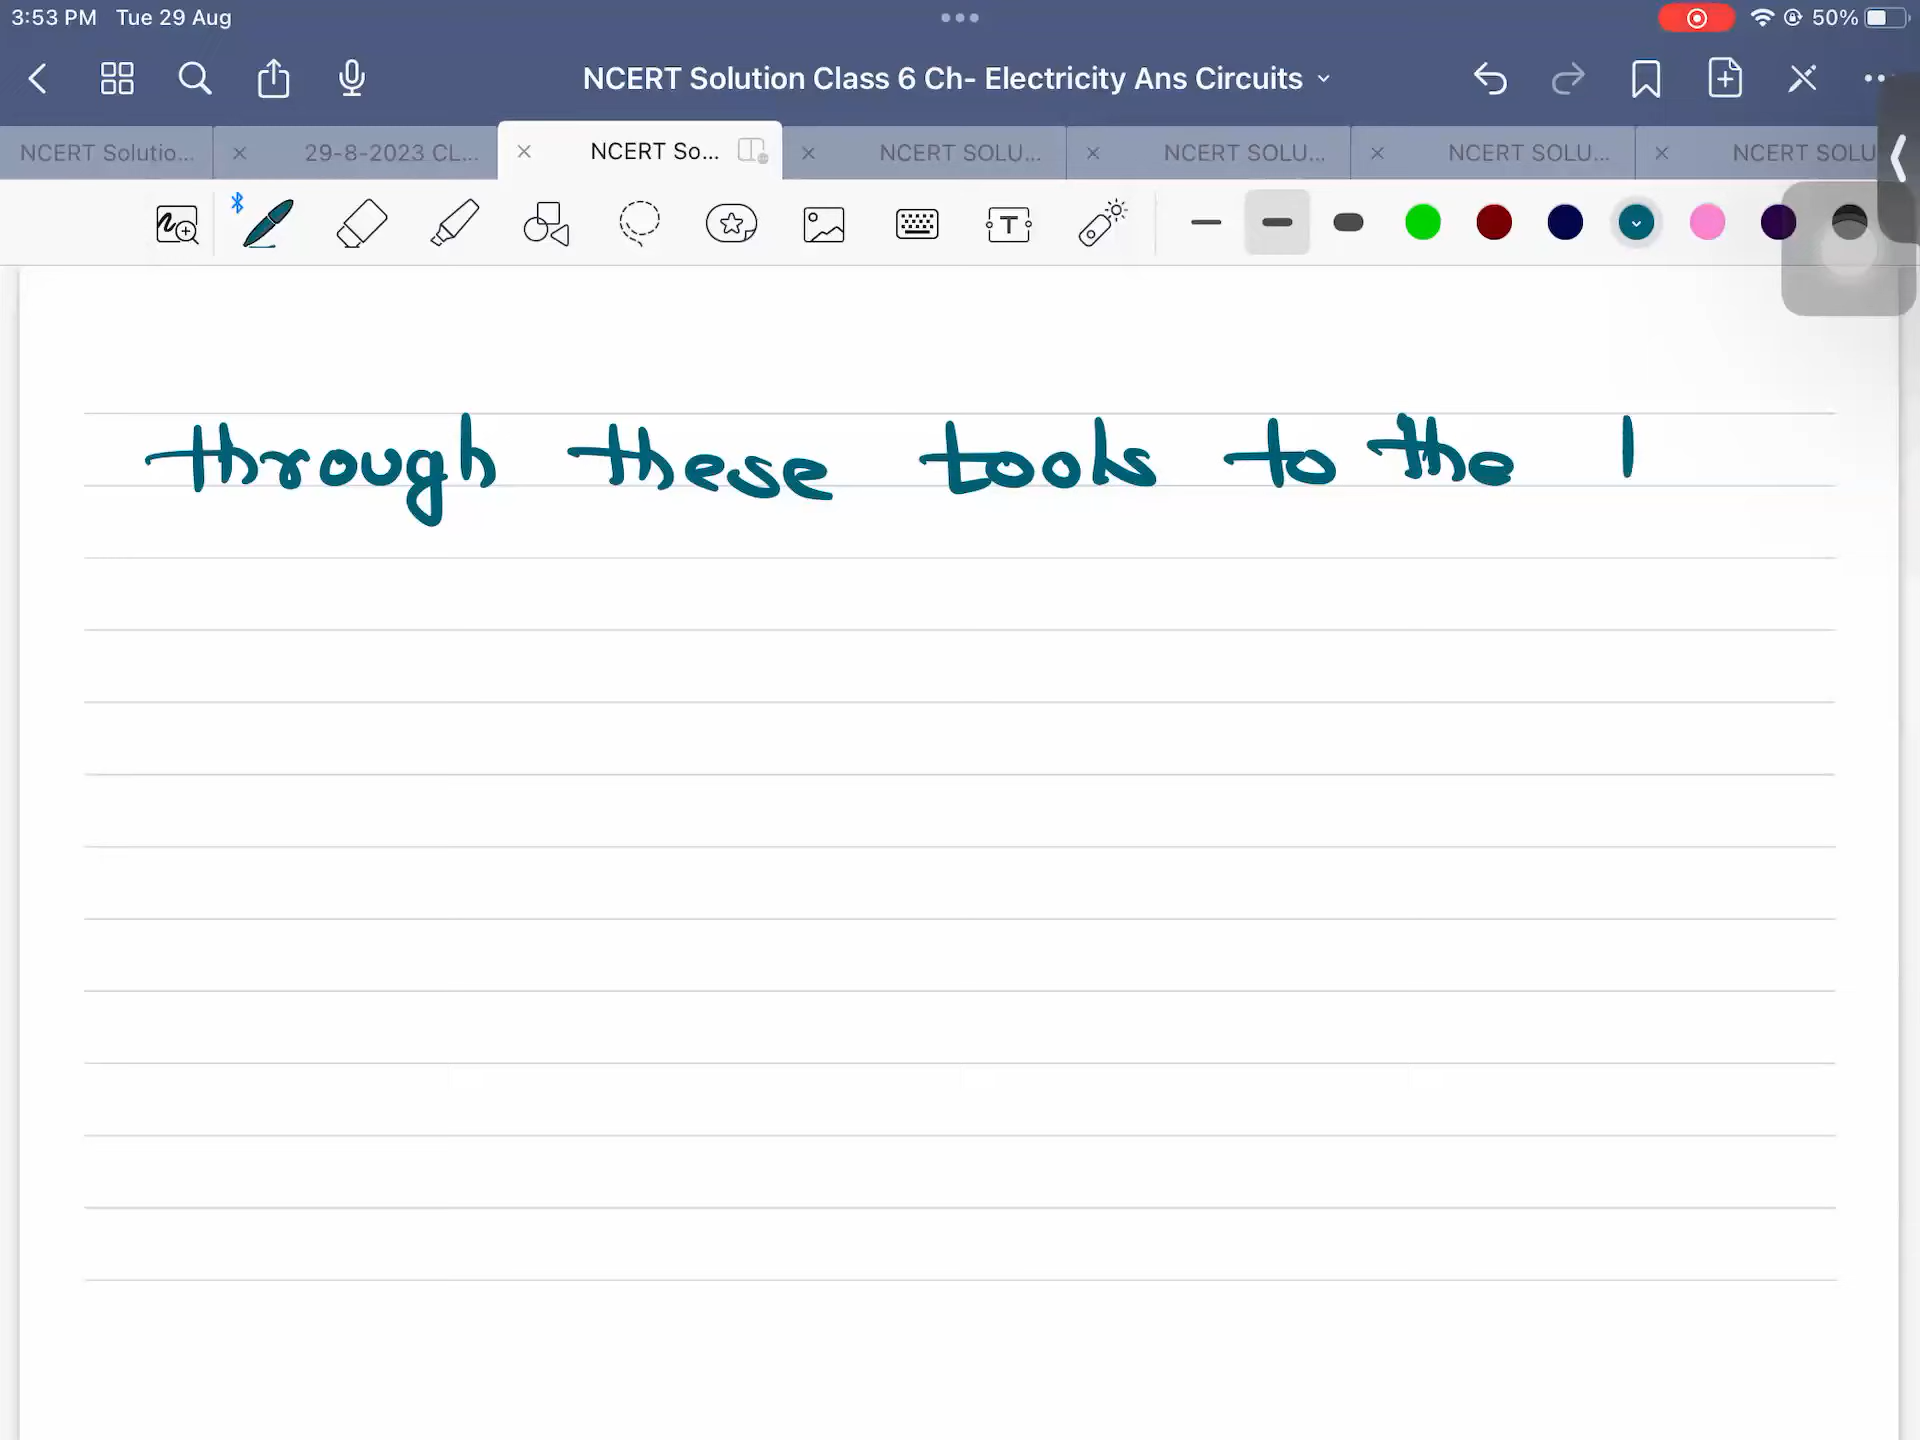 3:53 PM Tue 29 Aug
50%
NCERT Solution Class 6 Ch- Electricity Ans Circuits
NCERT Solutio... 29-8-2023 CL... NCERT So... NCERT SOLU... NCERT SOLU... NCERT SOLU... NCERT SOLU
T
through these tools to the